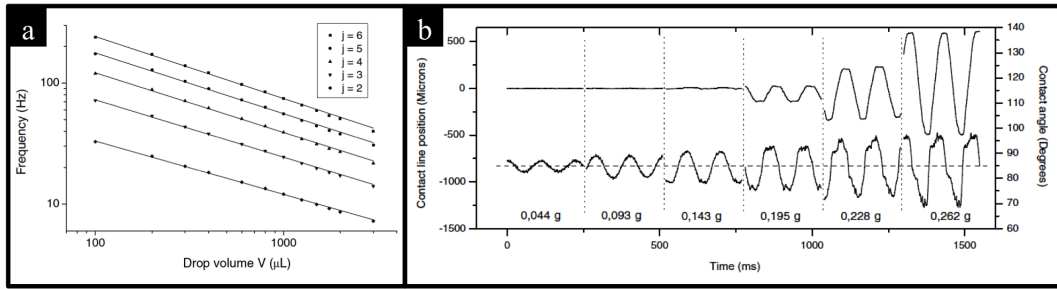 a
j = 6
j = 5
j = 4
j = 3
j = 2
100
10
Frequency (Hz)
100
1000
Drop volume V (μL)
b
500
0
-500
-1000
-1500
Contact line position (Microns)
140
130
120
110
100
90
80
70
60
Contact angle (Degrees)
0,044 g
0,093 g
0,143 g
0,195 g
0,228 g
0,262 g
0
500
1000
1500
Time (ms)